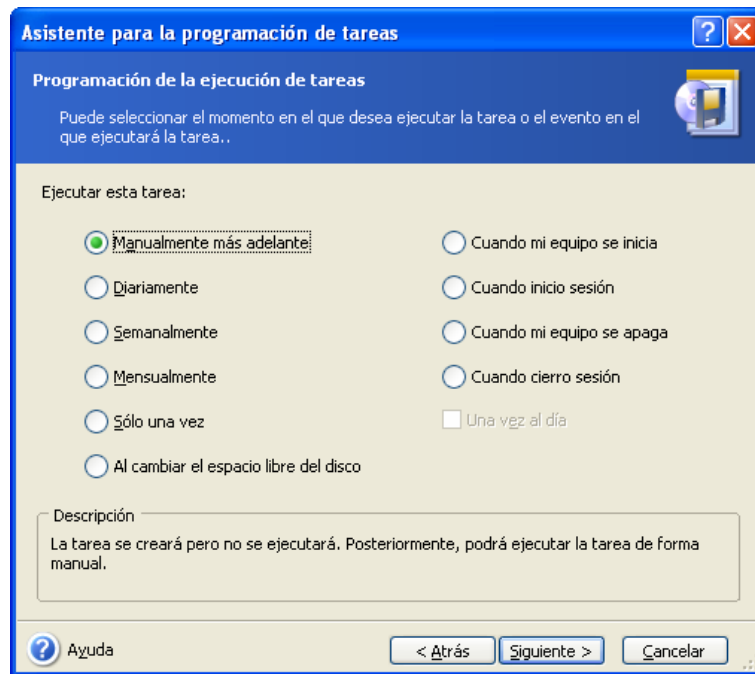 Asistente para la programación de tareas
Programación de la ejecución de tareas
Puede seleccionar el momento en el que desea ejecutar la tarea o el evento en el
que ejecutará la tarea..
Ejecutar esta tarea:
Manualmente más adelante
Diariamente
Semanalmente
Mensualmente
Sólo una vez
Al cambiar el espacio libre del disco
Cuando mi equipo se inicia
Cuando inicio sesión
Cuando mi equipo se apaga
Cuando cierro sesión
Una vez al día
Descripción
La tarea se creará pero no se ejecutará. Posteriormente, podrá ejecutar la tarea de forma
manual.
Ayuda
< Atrás
Siguiente >
Cancelar